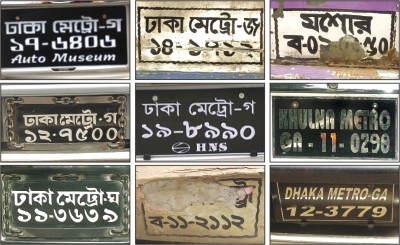 ঢাকা মেট্রো-গ
১৭-৬৪০৬
Auto Museum
ঢাকা মেট্রো-জ
১৪-
যশোর
ঢাকা মেট্রো-গ
১২-৭৫০০
ঢাকা মেট্রো-গ
১৯-৮৯৯০
HNS
KHULNA METRO
GA-11-0298
ঢাকা মেট্রো-ঘ
১১-৩৬৩৯
ব-১১-২১১২
DHAKA METRO-GA
12-3779